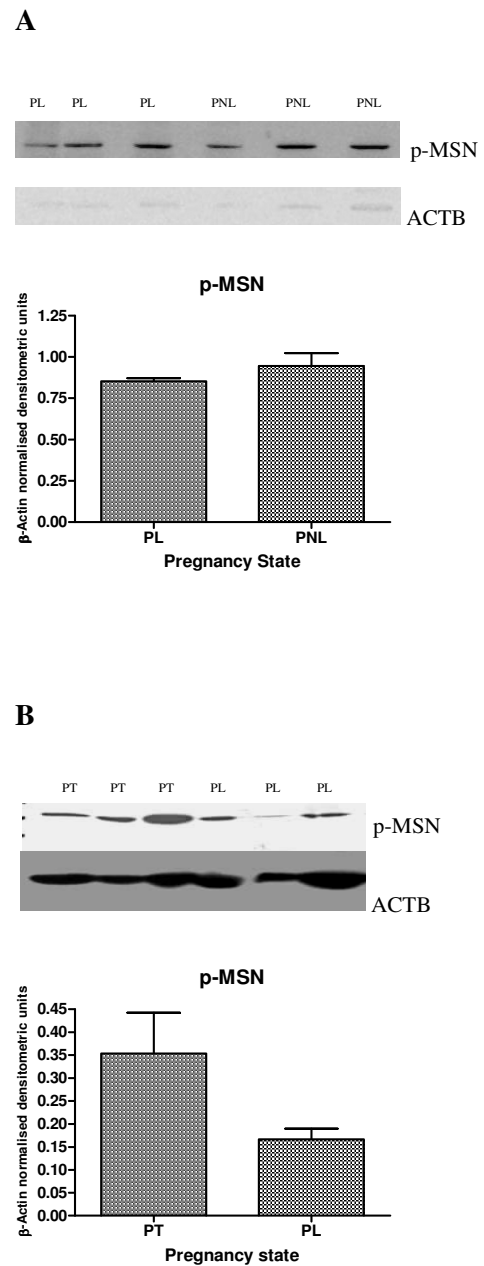 A
PL PL PL PNL PNL PNL
p-MSN
ACTB
p-MSN
β-Actin normalised densitometric units
1.25
1.00
0.75
0.50
0.25
0.00
PL PNL
Pregnancy State
B
PT PT PT PL PL PL
p-MSN
ACTB
p-MSN
β-Actin normalised densitometric units
0.45
0.40
0.35
0.30
0.25
0.20
0.15
0.10
0.05
0.00
PT PL
Pregnancy state